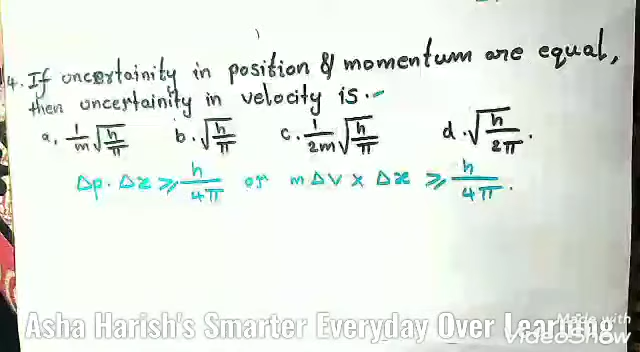 4. If uncertainity in position & momentum are equal,
then uncertainity in velocity is.-
a. 1/m √h/π b. √h/π c. 1/2m √h/π d. √h/2π.
Δp. Δx ⩾ h/4π or mΔV x Δx ⩾ h/4π.
Asha Harish's Smarter Everyday Over Learning
Made with
VideoShow